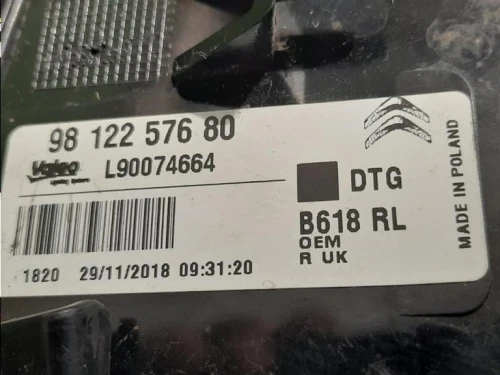 98 122 576 80
Valeo L90074664
DTG
B618 RL
OEM
R UK
1820 29/11/2018 09:31:20
MADE IN POLAND